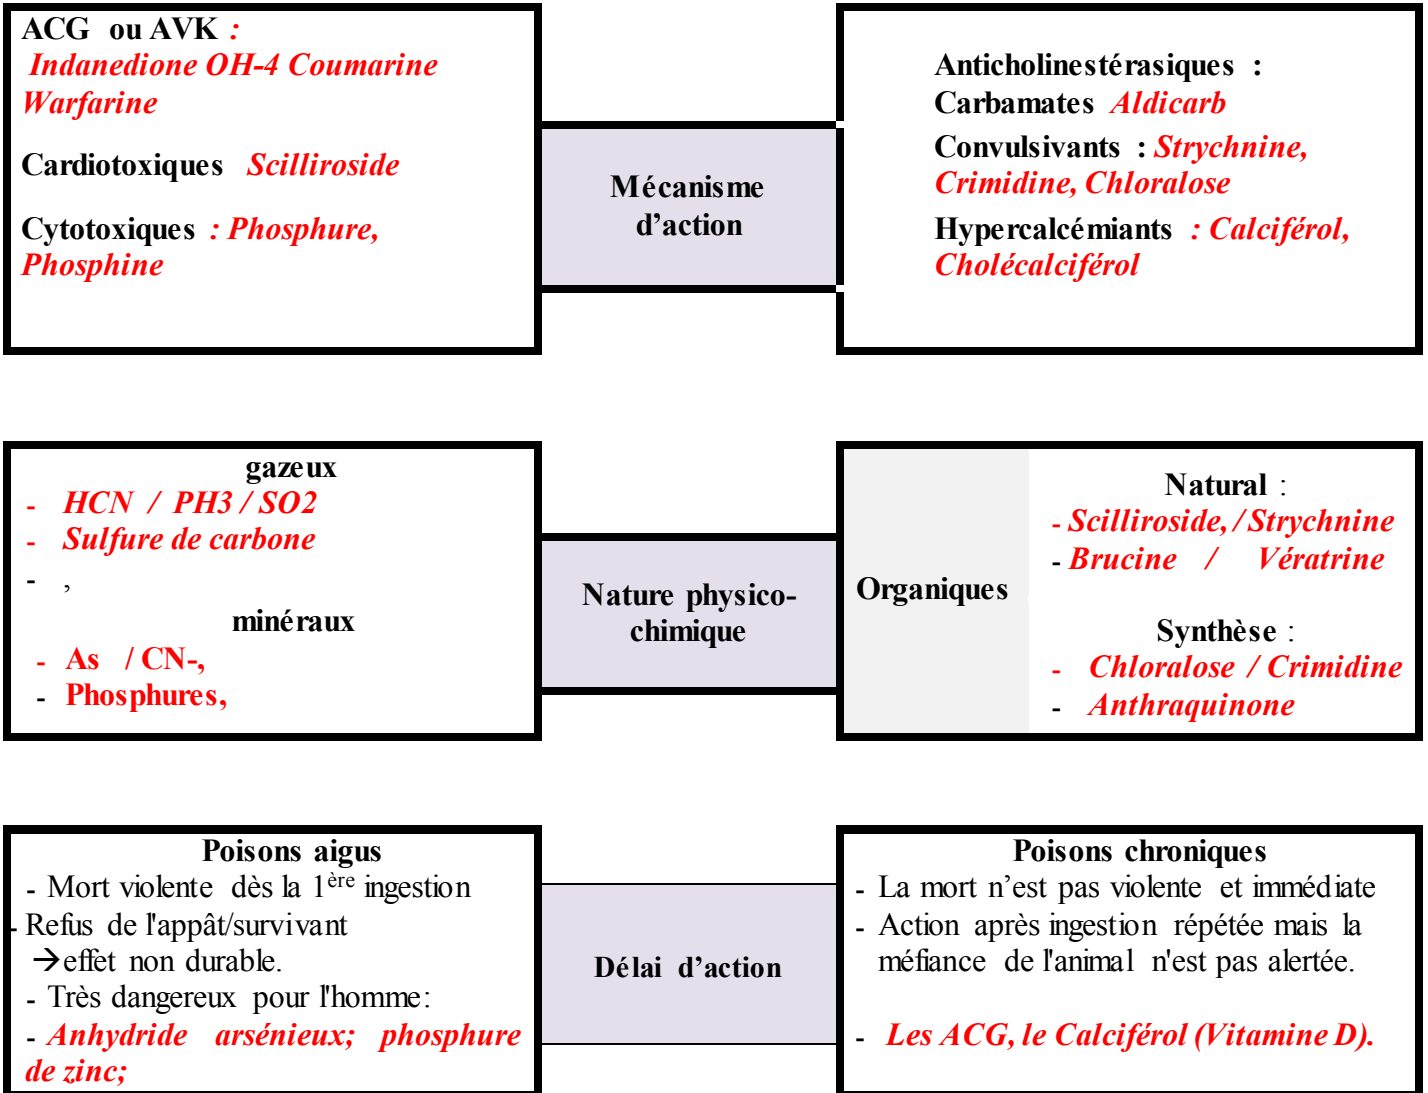 ACG ou AVK :
Indanedione OH-4 Coumarine
Warfarine
Cardiotoxiques Scilliroside
Cytotoxiques : Phosphure,
Phosphine
Mécanisme
d’action
Anticholinestérasiques :
Carbamates Aldicarb
Convulsivants : Strychnine,
Crimidine, Chloralose
Hypercalcémiants : Calciférol,
Cholécalciférol
gazeux
- HCN / PH3 / SO2
- Sulfure de carbone
- ,
minéraux
- As / CN-,
- Phosphures,
Nature physico-
chimique
Organiques
Natural :
- Scilliroside, / Strychnine
- Brucine / Vératrine
Synthèse :
- Chloralose / Crimidine
- Anthraquinone
Poisons aigus
- Mort violente dès la 1ère ingestion
- Refus de l'appât/survivant
→effet non durable.
- Très dangereux pour l'homme:
- Anhydride arsénieux; phosphure
de zinc;
Délai d’action
Poisons chroniques
- La mort n’est pas violente et immédiate
- Action après ingestion répétée mais la
méfiance de l'animal n'est pas alertée.
- Les ACG, le Calciférol (Vitamine D).